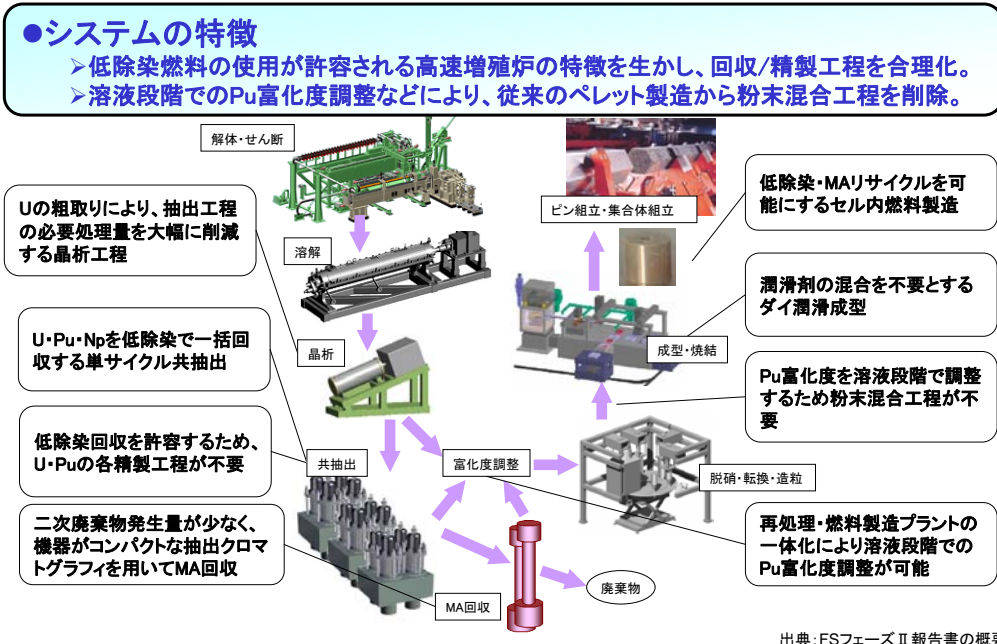 ●システムの特徴
➢低除染燃料の使用が許容される高速増殖炉の特徴を生かし、回収/精製工程を合理化。
➢溶液段階でのPu富化度調整などにより、従来のペレット製造から粉末混合工程を削除。
解体・せん断
Uの粗取りにより、抽出工程
の必要処理量を大幅に削減
する晶析工程
溶解
U・Pu・Npを低除染で一括回
収する単サイクル共抽出
晶析
低除染回収を許容するため、
U・Puの各精製工程が不要
共抽出
二次廃棄物発生量が少なく、
機器がコンパクトな抽出クロマ
トグラフィを用いてMA回収
MA回収
富化度調整
廃棄物
ピン組立・集合体組立
低除染・MAリサイクルを可
能にするセル内燃料製造
潤滑剤の混合を不要とする
ダイ潤滑成型
成型・焼結
Pu富化度を溶液段階で調整
するため粉末混合工程が不
要
脱硝・転換・造粒
再処理・燃料製造プラントの
一体化により溶液段階での
Pu富化度調整が可能
出典:FSフェーズⅡ報告書の概要